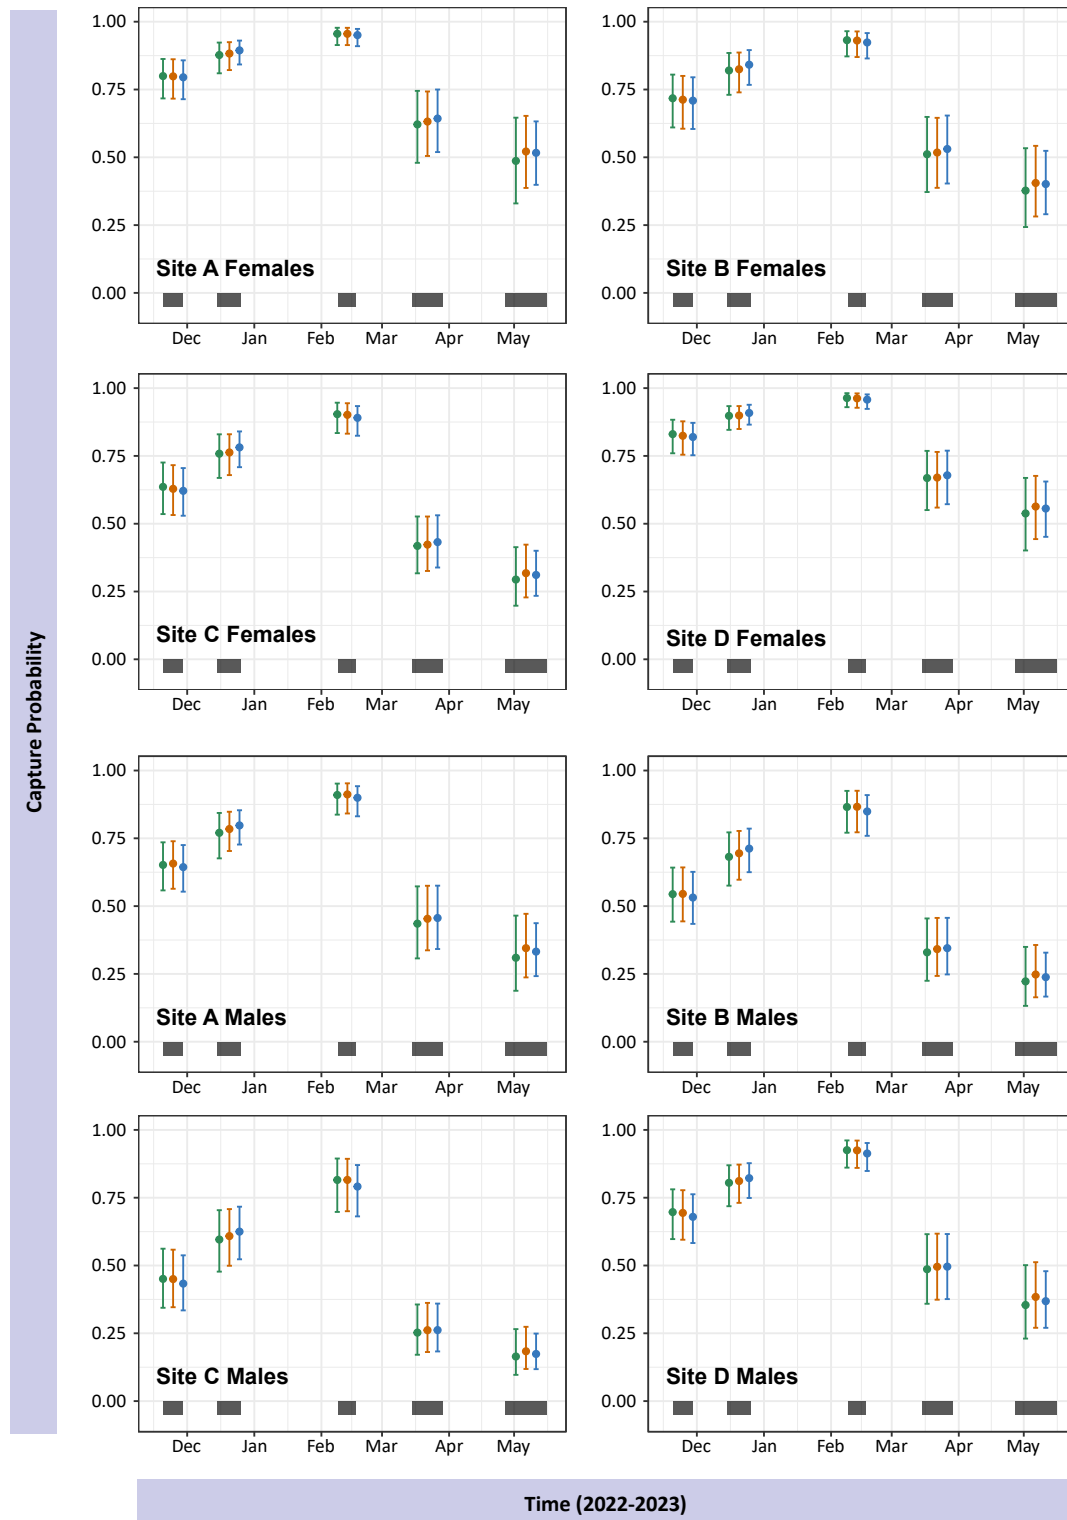 Capture Probability
1.00
0.75
0.50
0.25
0.00
Site A Females
Dec Jan Feb Mar Apr May
1.00
0.75
0.50
0.25
0.00
Site B Females
Dec Jan Feb Mar Apr May
1.00
0.75
0.50
0.25
0.00
Site C Females
Dec Jan Feb Mar Apr May
1.00
0.75
0.50
0.25
0.00
Site D Females
Dec Jan Feb Mar Apr May
1.00
0.75
0.50
0.25
0.00
Site A Males
Dec Jan Feb Mar Apr May
1.00
0.75
0.50
0.25
0.00
Site B Males
Dec Jan Feb Mar Apr May
1.00
0.75
0.50
0.25
0.00
Site C Males
Dec Jan Feb Mar Apr May
1.00
0.75
0.50
0.25
0.00
Site D Males
Dec Jan Feb Mar Apr May
Time (2022-2023)